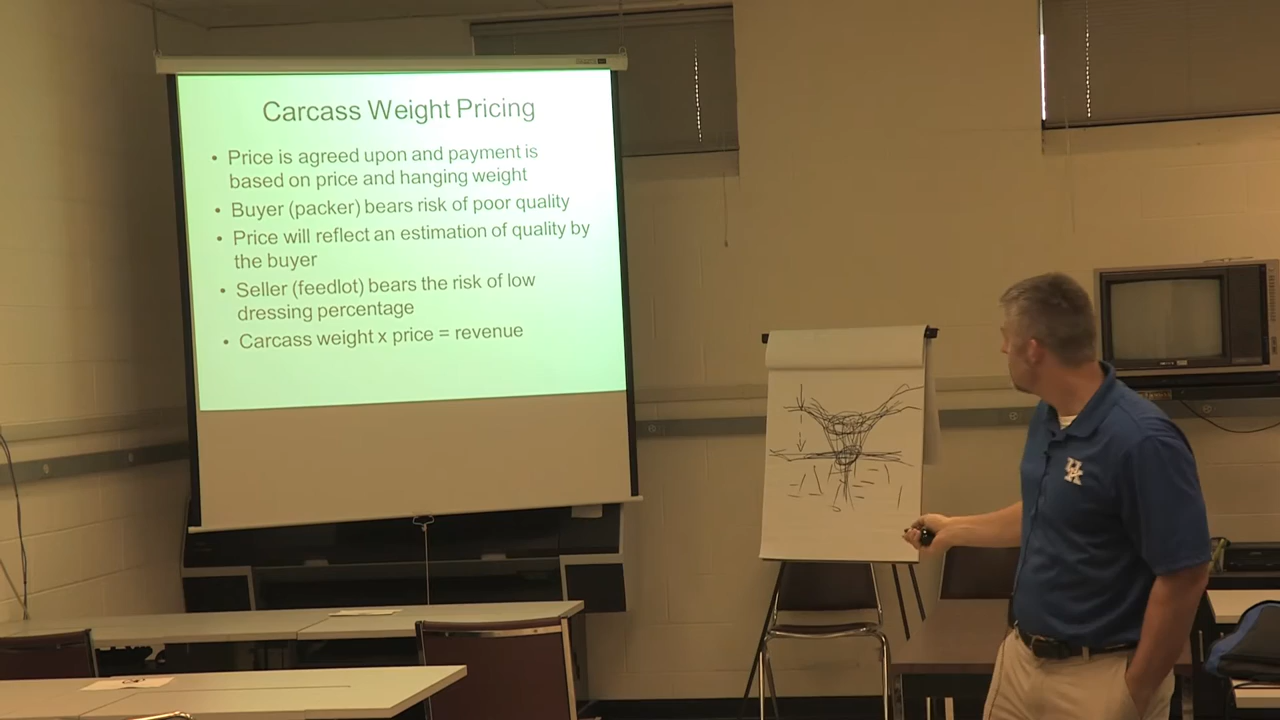 Carcass Weight Pricing
• Price is agreed upon and payment is
based on price and hanging weight
• Buyer (packer) bears risk of poor quality
• Price will reflect an estimation of quality by
the buyer
• Seller (feedlot) bears the risk of low
dressing percentage
• Carcass weight x price = revenue
UK